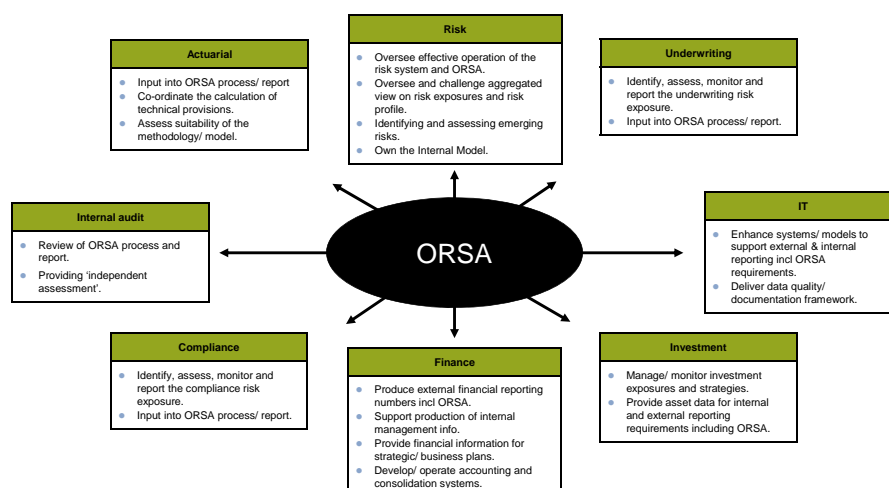 Risk
Oversee effective operation of the
risk system and ORSA.
Oversee and challenge aggregated
view on risk exposures and risk
profile.
Identifying and assessing emerging
risks.
Own the Internal Model.
Actuarial
Input into ORSA process/ report
Co-ordinate the calculation of
technical provisions.
Assess suitability of the
methodology/ model.
Underwriting
Identify, assess, monitor and
report the underwriting risk
exposure.
Input into ORSA process/ report.
Internal audit
Review of ORSA process and
report.
Providing ‘independent
assessment’.
ORSA
IT
Enhance systems/ models to
support external & internal
reporting incl ORSA
requirements.
Deliver data quality/
documentation framework.
Compliance
Identify, assess, monitor and
report the compliance risk
exposure.
Input into ORSA process/ report.
Finance
Produce external financial reporting
numbers incl ORSA.
Support production of internal
management info.
Provide financial information for
strategic/ business plans.
Develop/ operate accounting and
consolidation systems.
Investment
Manage/ monitor investment
exposures and strategies.
Provide asset data for internal
and external reporting
requirements including ORSA.